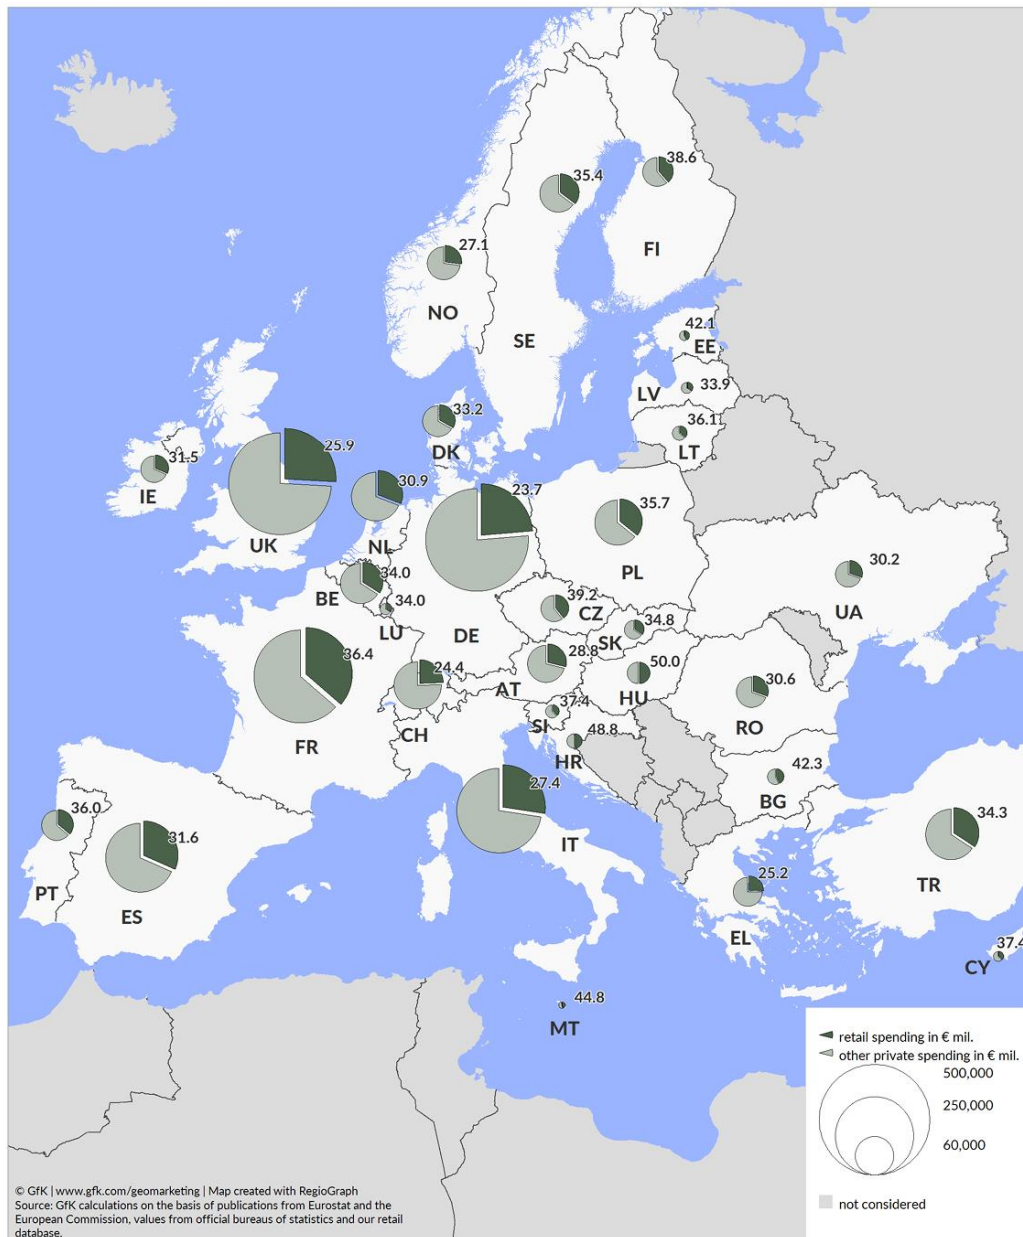 38.6
35.4
FI
27.1
NO
SE
42.1
EE
LV
33.9
36.1
LT
33.2
DK
25.9
31.5
IE
UK
30.9
NL
23.7
35.7
PL
BE
34.0
34.0
LU
DE
39.2
CZ
30.2
UA
SK
34.8
36.4
FR
24.4
CH
28.8
AT
50.0
HU
30.6
RO
37.4
SI
48.8
HR
42.3
BG
27.4
IT
36.0
PT
31.6
ES
34.3
TR
25.2
EL
37.4
CY
44.8
MT
retail spending in € mil.
other private spending in € mil.
500,000
250,000
60,000
not considered
© GfK | www.gfk.com/geomarketing | Map created with RegioGraph
Source: GfK calculations on the basis of publications from Eurostat and the
European Commission, values from official bureaus of statistics and our retail
database.